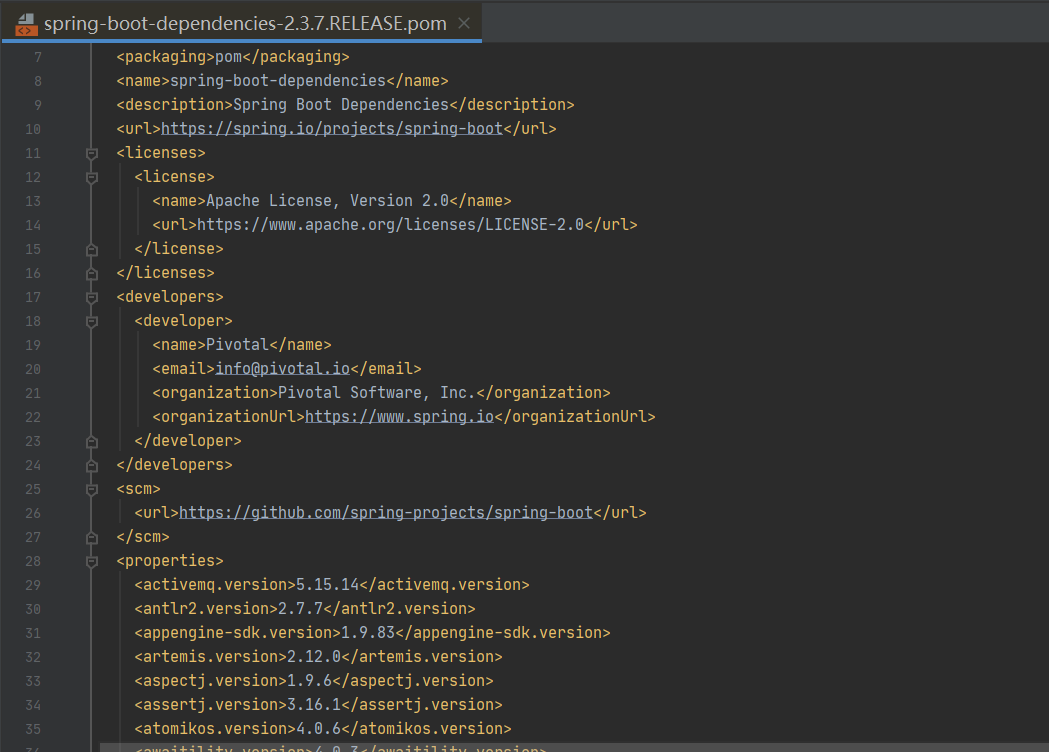 spring-boot-dependencies-2.3.7.RELEASE.pom
7 <packaging>pom</packaging>
8 <name>spring-boot-dependencies</name>
9 <description>Spring Boot Dependencies</description>
10 <url>https://spring.io/projects/spring-boot</url>
11 <licenses>
12 <license>
13 <name>Apache License, Version 2.0</name>
14 <url>https://www.apache.org/licenses/LICENSE-2.0</url>
15 </license>
16 </licenses>
17 <developers>
18 <developer>
19 <name>Pivotal</name>
20 <email>info@pivotal.io</email>
21 <organization>Pivotal Software, Inc.</organization>
22 <organizationUrl>https://www.spring.io</organizationUrl>
23 </developer>
24 </developers>
25 <scm>
26 <url>https://github.com/spring-projects/spring-boot</url>
27 </scm>
28 <properties>
29 <activemq.version>5.15.14</activemq.version>
30 <antlr2.version>2.7.7</antlr2.version>
31 <appengine-sdk.version>1.9.83</appengine-sdk.version>
32 <artemis.version>2.12.0</artemis.version>
33 <aspectj.version>1.9.6</aspectj.version>
34 <assertj.version>3.16.1</assertj.version>
35 <atomikos.version>4.0.6</atomikos.version>
36 <awaitility.version>4.0.3</awaitility.version>